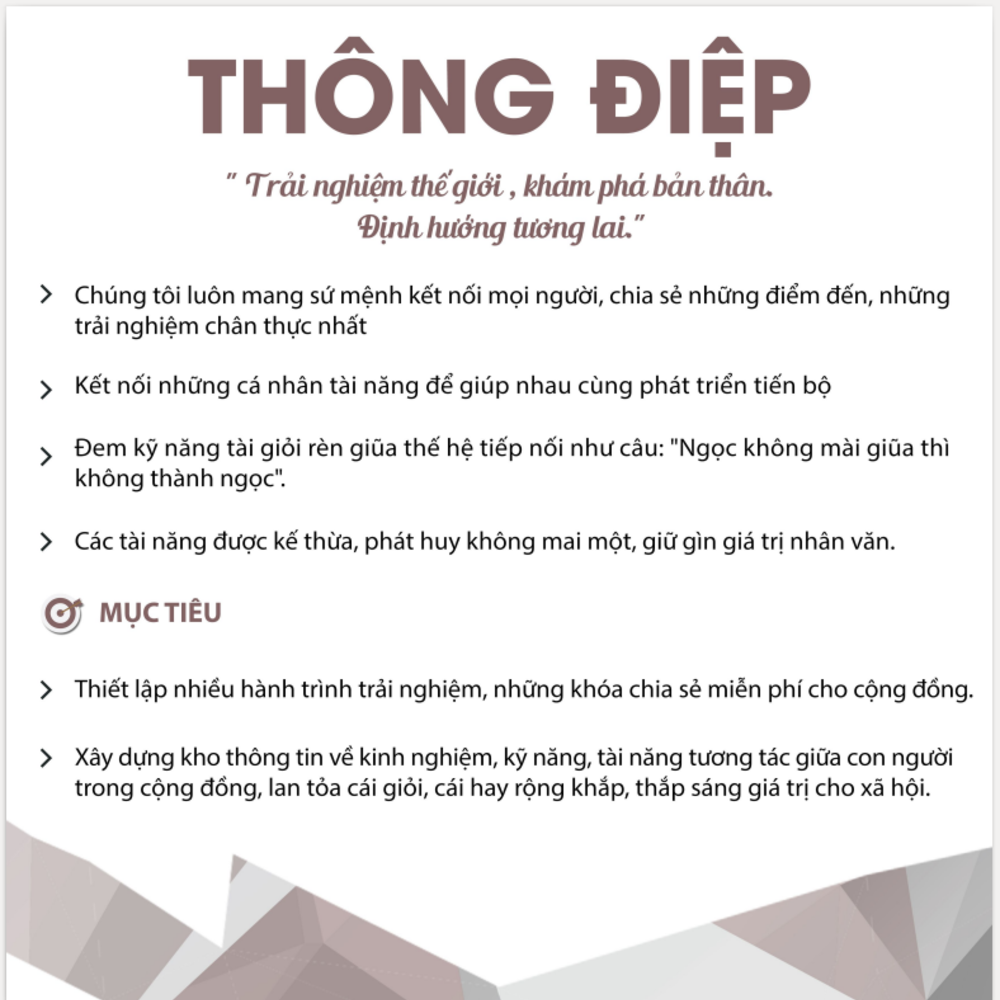 THÔNG ĐIỆP
" Trải nghiệm thế giới , khám phá bản thân.
Định hướng tương lai."
Chúng tôi luôn mang sứ mệnh kết nối mọi người, chia sẻ những điểm đến, những
trải nghiệm chân thực nhất
Kết nối những cá nhân tài năng để giúp nhau cùng phát triển tiến bộ
Đem kỹ năng tài giỏi rèn giũa thế hệ tiếp nối như câu: "Ngọc không mài giũa thì
không thành ngọc".
Các tài năng được kế thừa, phát huy không mai một, giữ gìn giá trị nhân văn.
MỤC TIÊU
Thiết lập nhiều hành trình trải nghiệm, những khóa chia sẻ miễn phí cho cộng đồng.
Xây dựng kho thông tin về kinh nghiệm, kỹ năng, tài năng tương tác giữa con người
trong cộng đồng, lan tỏa cái giỏi, cái hay rộng khắp, thắp sáng giá trị cho xã hội.